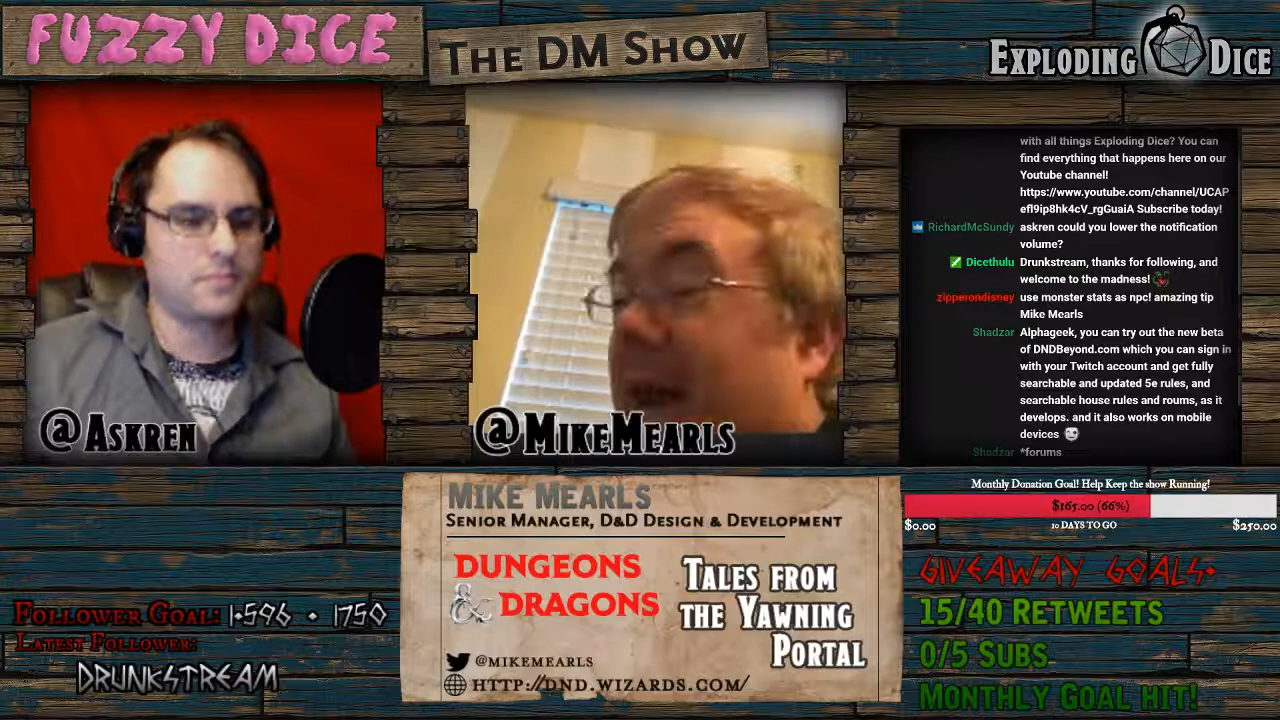 FUZZY DICE
THE DM SHOW
EXPLODING DICE
with all things Exploding Dice? You can
find everything that happens here on our
Youtube channel!
https://www.youtube.com/channel/UCAP
efl9ip8hk4cV_rgGuaiA Subscribe today!
RichardMcSundy askren could you lower the notification
volume?
Dicethulu Drunkstream, thanks for following, and
welcome to the madness!
zipperondisney use monster stats as npc! amazing tip
Mike Mearls
Shadzar Alphageek, you can try out the new beta
of DNDBeyond.com which you can sign in
with your Twitch account and get fully
searchable and updated 5e rules, and
searchable house rules and roums, as it
develops. and it also works on mobile
devices
Shadzar *forums
@ASKREN
@MIKEMEARLS
Monthly Donation Goal! Help Keep the show Running!
$165.00 (66%)
$0.00 10 DAYS TO GO $250.00
MIKE MEARLS
SENIOR MANAGER, D&D DESIGN & DEVELOPMENT
DUNGEONS
& DRAGONS
TALES FROM
THE YAWNING
PORTAL
@MIKEMEARLS
HTTP://DND.WIZARDS.COM/
FOLLOWER GOAL: 1,596 • 1750
LATEST FOLLOWER:
DRUNKSTREAM
GIVEAWAY GOALS:
15/40 RETWEETS
0/5 SUBS
MONTHLY GOAL HIT!